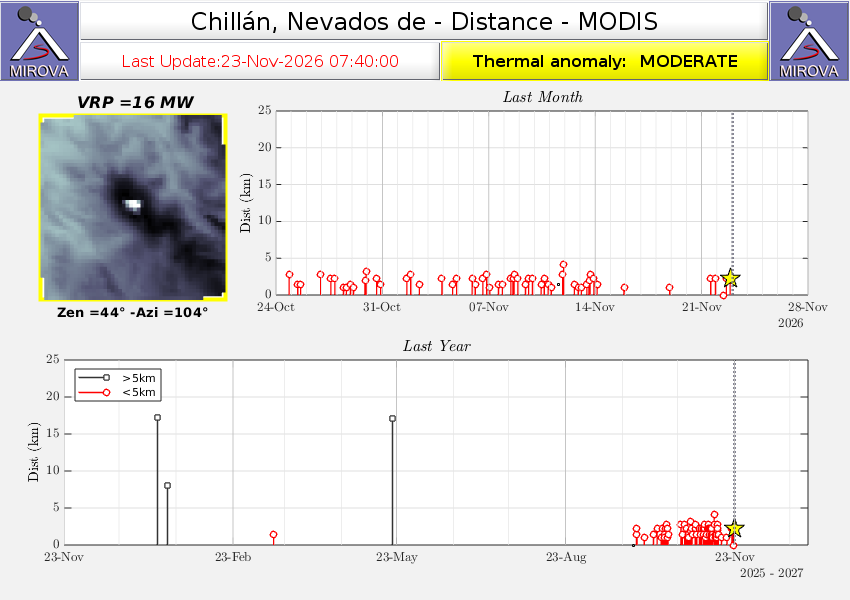 Chillán, Nevados de - Distance - MODIS
MIROVA
Last Update:23-Nov-2026 07:40:00
Thermal anomaly: MODERATE
MIROVA
VRP =16 MW
Zen =44° -Azi =104°
Last Month
Dist (km)
25
20
15
10
5
0
24-Oct
31-Oct
07-Nov
14-Nov
21-Nov
28-Nov
2026
Last Year
Dist (km)
25
20
15
10
5
0
>5km
<5km
23-Nov
23-Feb
23-May
23-Aug
23-Nov
2025 - 2027